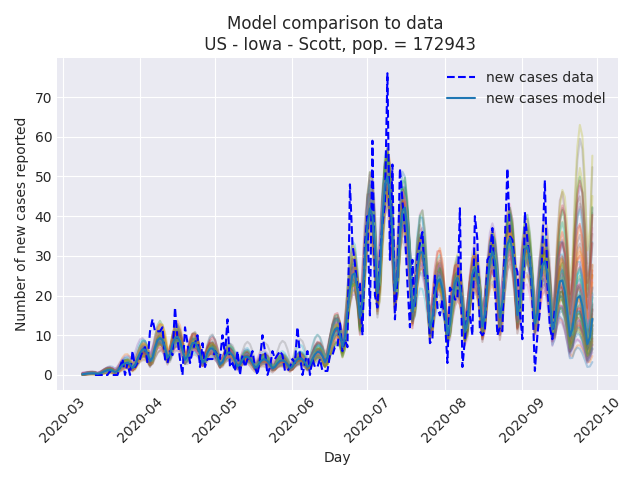 Model comparison to data
US - Iowa - Scott, pop. = 172943
new cases data
new cases model
Number of new cases reported
70
60
50
40
30
20
10
0
2020-03
2020-04
2020-05
2020-06
2020-07
2020-08
2020-09
2020-10
Day